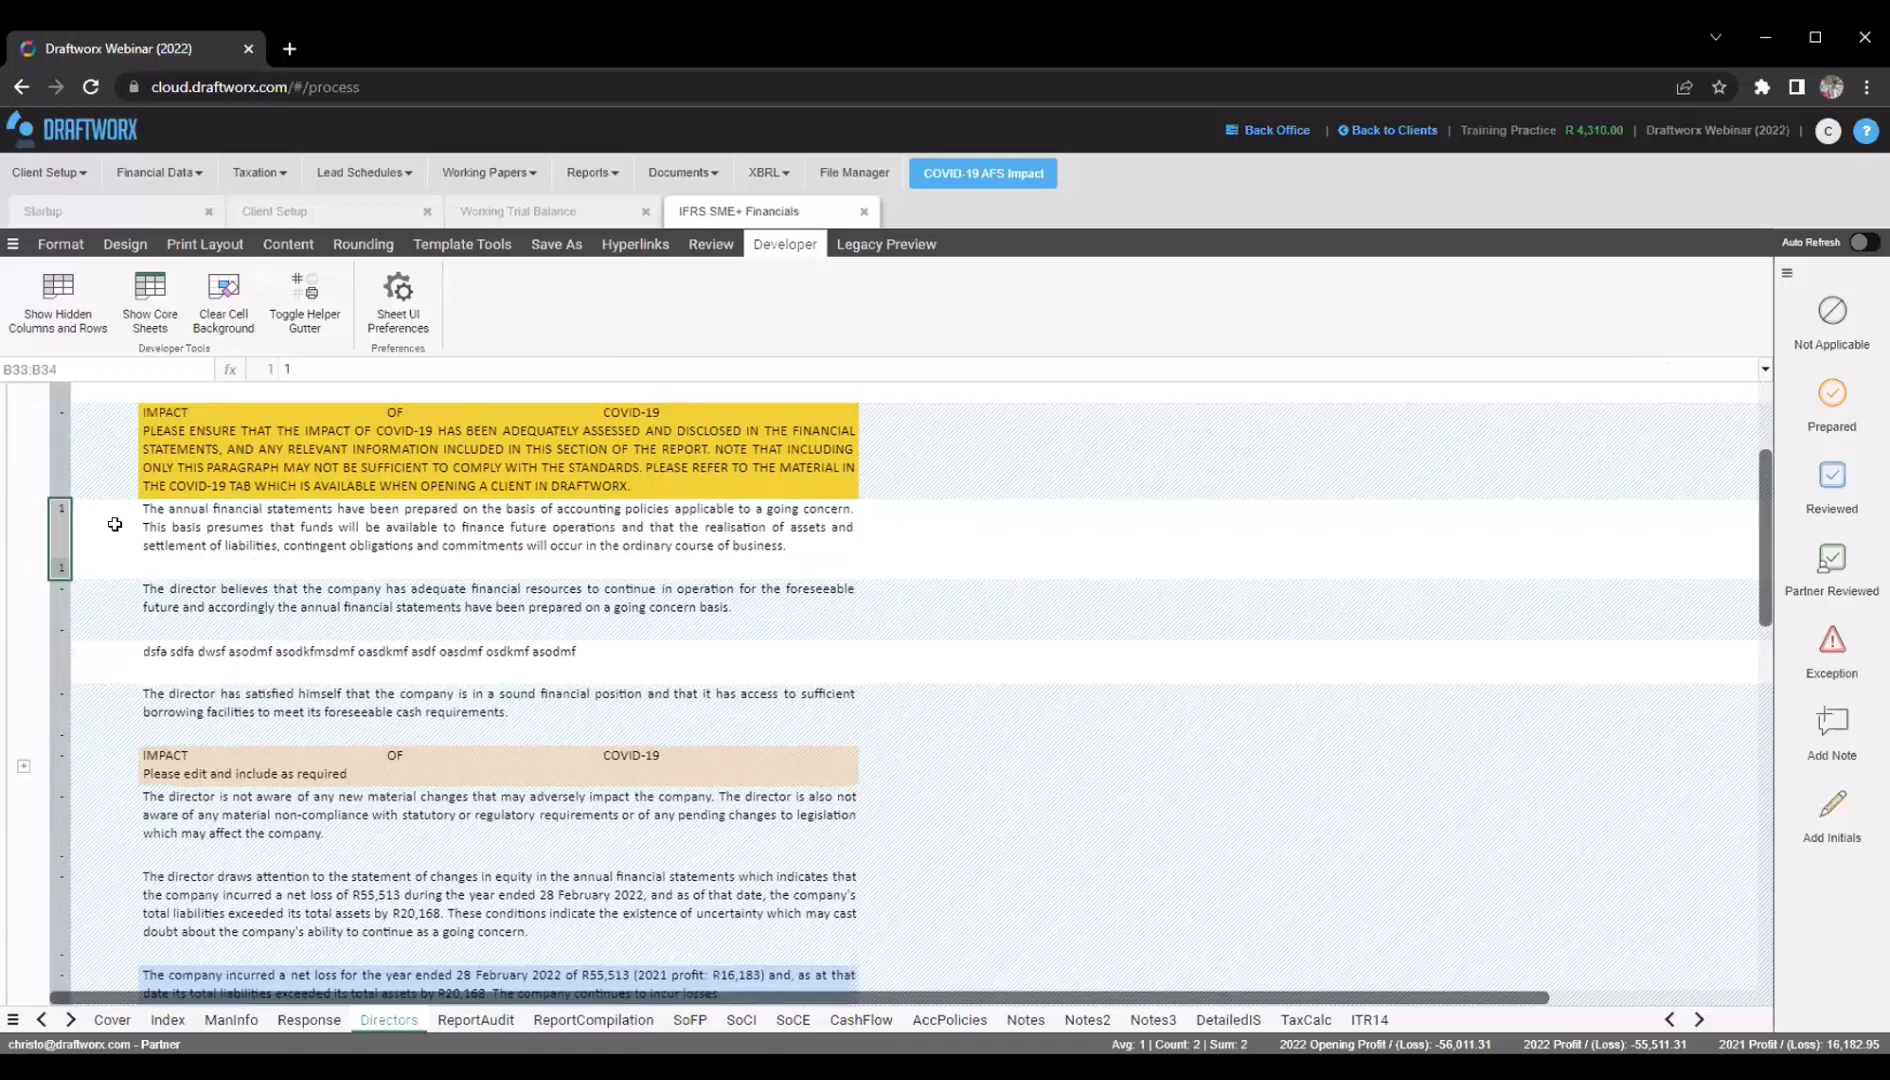 Draftworx Webinar (2022)
cloud.draftworx.com/#/process
DRAFTWORX
Back Office | Back to Clients | Training Practice R 4,310.00 | Draftworx Webinar (2022) | C ?
Client Setup Financial Data Taxation Lead Schedules Working Papers Reports Documents XBRL File Manager COVID-19 AFS Impact
Startup Client Setup Working Trial Balance IFRS SME+ Financials
Format Design Print Layout Content Rounding Template Tools Save As Hyperlinks Review Developer Legacy Preview Auto Refresh
Show Hidden Columns and Rows
Show Core Sheets
Clear Cell Background
Toggle Helper Gutter
Sheet UI Preferences
Developer Tools Preferences
B33:B34 fx 1 1
IMPACT OF COVID-19
PLEASE ENSURE THAT THE IMPACT OF COVID-19 HAS BEEN ADEQUATELY ASSESSED AND DISCLOSED IN THE FINANCIAL
STATEMENTS, AND ANY RELEVANT INFORMATION INCLUDED IN THIS SECTION OF THE REPORT. NOTE THAT INCLUDING
ONLY THIS PARAGRAPH MAY NOT BE SUFFICIENT TO COMPLY WITH THE STANDARDS. PLEASE REFER TO THE MATERIAL IN
THE COVID-19 TAB WHICH IS AVAILABLE WHEN OPENING A CLIENT IN DRAFTWORX.
1 The annual financial statements have been prepared on the basis of accounting policies applicable to a going concern.
This basis presumes that funds will be available to finance future operations and that the realisation of assets and
settlement of liabilities, contingent obligations and commitments will occur in the ordinary course of business.
1
The director believes that the company has adequate financial resources to continue in operation for the foreseeable
future and accordingly the annual financial statements have been prepared on a going concern basis.
dsfa sdfa dwsf asodmf asodkfmsdmf oasdkmf asdf oasdmf osdkmf asodmf
The director has satisfied himself that the company is in a sound financial position and that it has access to sufficient
borrowing facilities to meet its foreseeable cash requirements.
IMPACT OF COVID-19
Please edit and include as required
The director is not aware of any new material changes that may adversely impact the company. The director is also not
aware of any material non-compliance with statutory or regulatory requirements or of any pending changes to legislation
which may affect the company.
The director draws attention to the statement of changes in equity in the annual financial statements which indicates that
the company incurred a net loss of R55,513 during the year ended 28 February 2022, and as of that date, the company's
total liabilities exceeded its total assets by R20,168. These conditions indicate the existence of uncertainty which may cast
doubt about the company's ability to continue as a going concern.
The company incurred a net loss for the year ended 28 February 2022 of R55,513 (2021 profit: R16,183) and, as at that
date its total liabilities exceeded its total assets by R20,168. The company continues to incur losses.
Not Applicable
Prepared
Reviewed
Partner Reviewed
Exception
Add Note
Add Initials
Cover Index ManInfo Response Directors ReportAudit ReportCompilation SoFP SoCI SoCE CashFlow AccPolicies Notes Notes2 Notes3 DetailedIS TaxCalc ITR14
christo@draftworx.com - Partner Avg: 1 | Count: 2 | Sum: 2 2022 Opening Profit / (Loss): -56,011.31 2022 Profit / (Loss): -55,511.31 2021 Profit / (Loss): 16,182.95